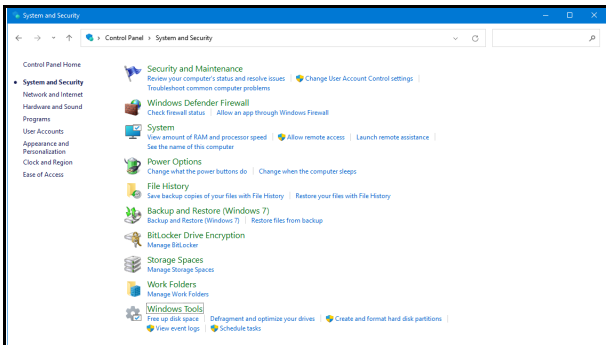 System and Security
Control Panel > System and Security
Control Panel Home
System and Security
Network and Internet
Hardware and Sound
Programs
User Accounts
Appearance and
Personalization
Clock and Region
Ease of Access
Security and Maintenance
Review your computer's status and resolve issues | Change User Account Control settings |
Troubleshoot common computer problems
Windows Defender Firewall
Check firewall status | Allow an app through Windows Firewall
System
View amount of RAM and processor speed | Allow remote access | Launch remote assistance |
See the name of this computer
Power Options
Change what the power buttons do | Change when the computer sleeps
File History
Save backup copies of your files with File History | Restore your files with File History
Backup and Restore (Windows 7)
Backup and Restore (Windows 7) | Restore files from backup
BitLocker Drive Encryption
Manage BitLocker
Storage Spaces
Manage Storage Spaces
Work Folders
Manage Work Folders
Windows Tools
Free up disk space | Defragment and optimize your drives | Create and format hard disk partitions |
View event logs | Schedule tasks